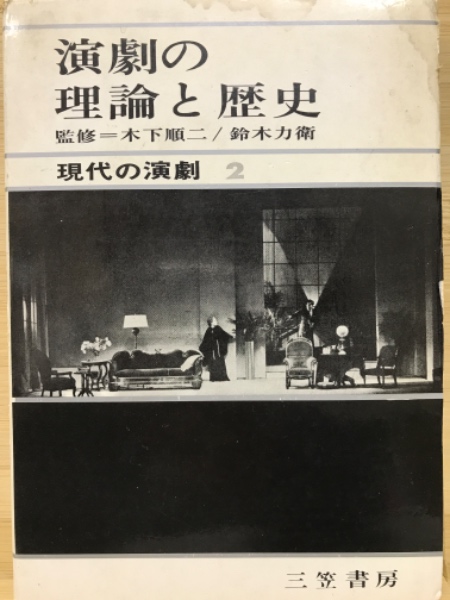 演劇の
理論と歴史
監修＝木下順二/鈴木力衛
現代の演劇 2
三笠書房